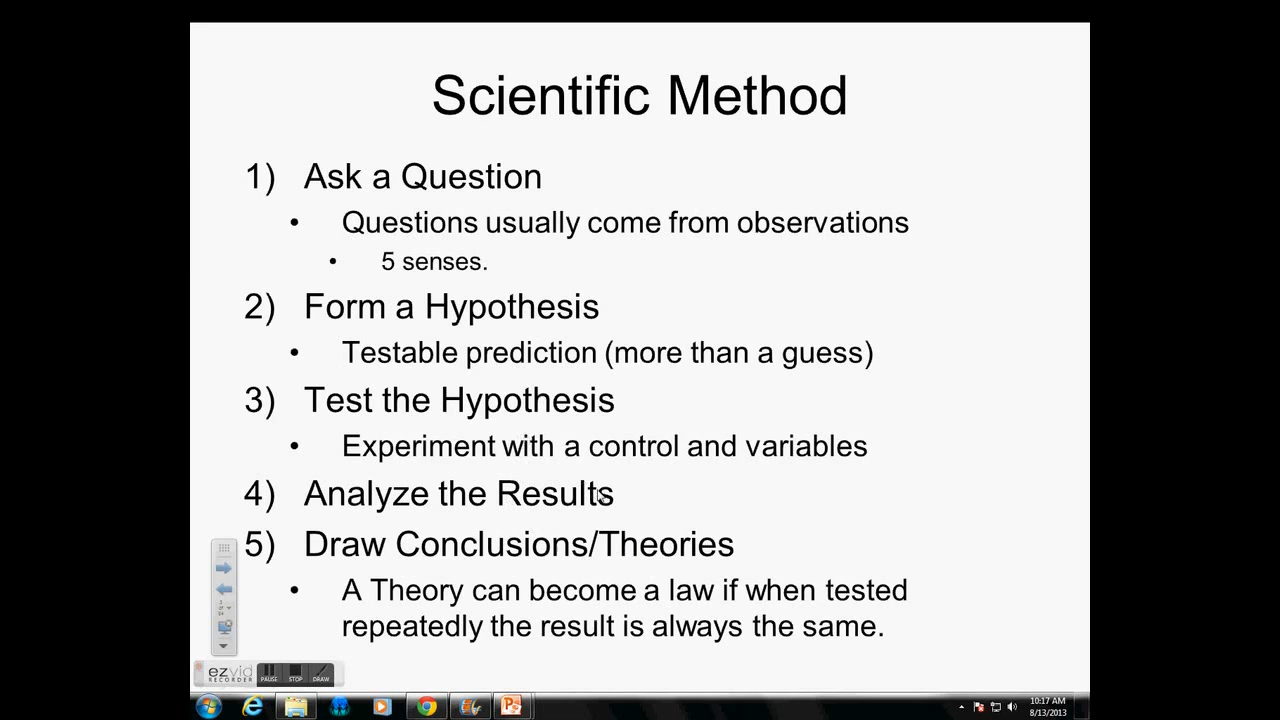 Scientific Method
1) Ask a Question
• Questions usually come from observations
• 5 senses.
2) Form a Hypothesis
• Testable prediction (more than a guess)
3) Test the Hypothesis
• Experiment with a control and variables
4) Analyze the Results
5) Draw Conclusions/Theories
• A Theory can become a law if when tested
repeatedly the result is always the same.
ezvid
RECORDER
PAUSE STOP DRAW
10:17 AM
8/13/2013